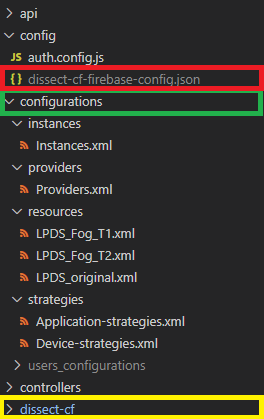 api
config
JS auth.config.js
{ } dissect-cf-firebase-config.json
configurations
instances
Instances.xml
providers
Providers.xml
resources
LPDS_Fog_T1.xml
LPDS_Fog_T2.xml
LPDS_original.xml
strategies
Application-strategies.xml
Device-strategies.xml
users_configurations
controllers
dissect-cf